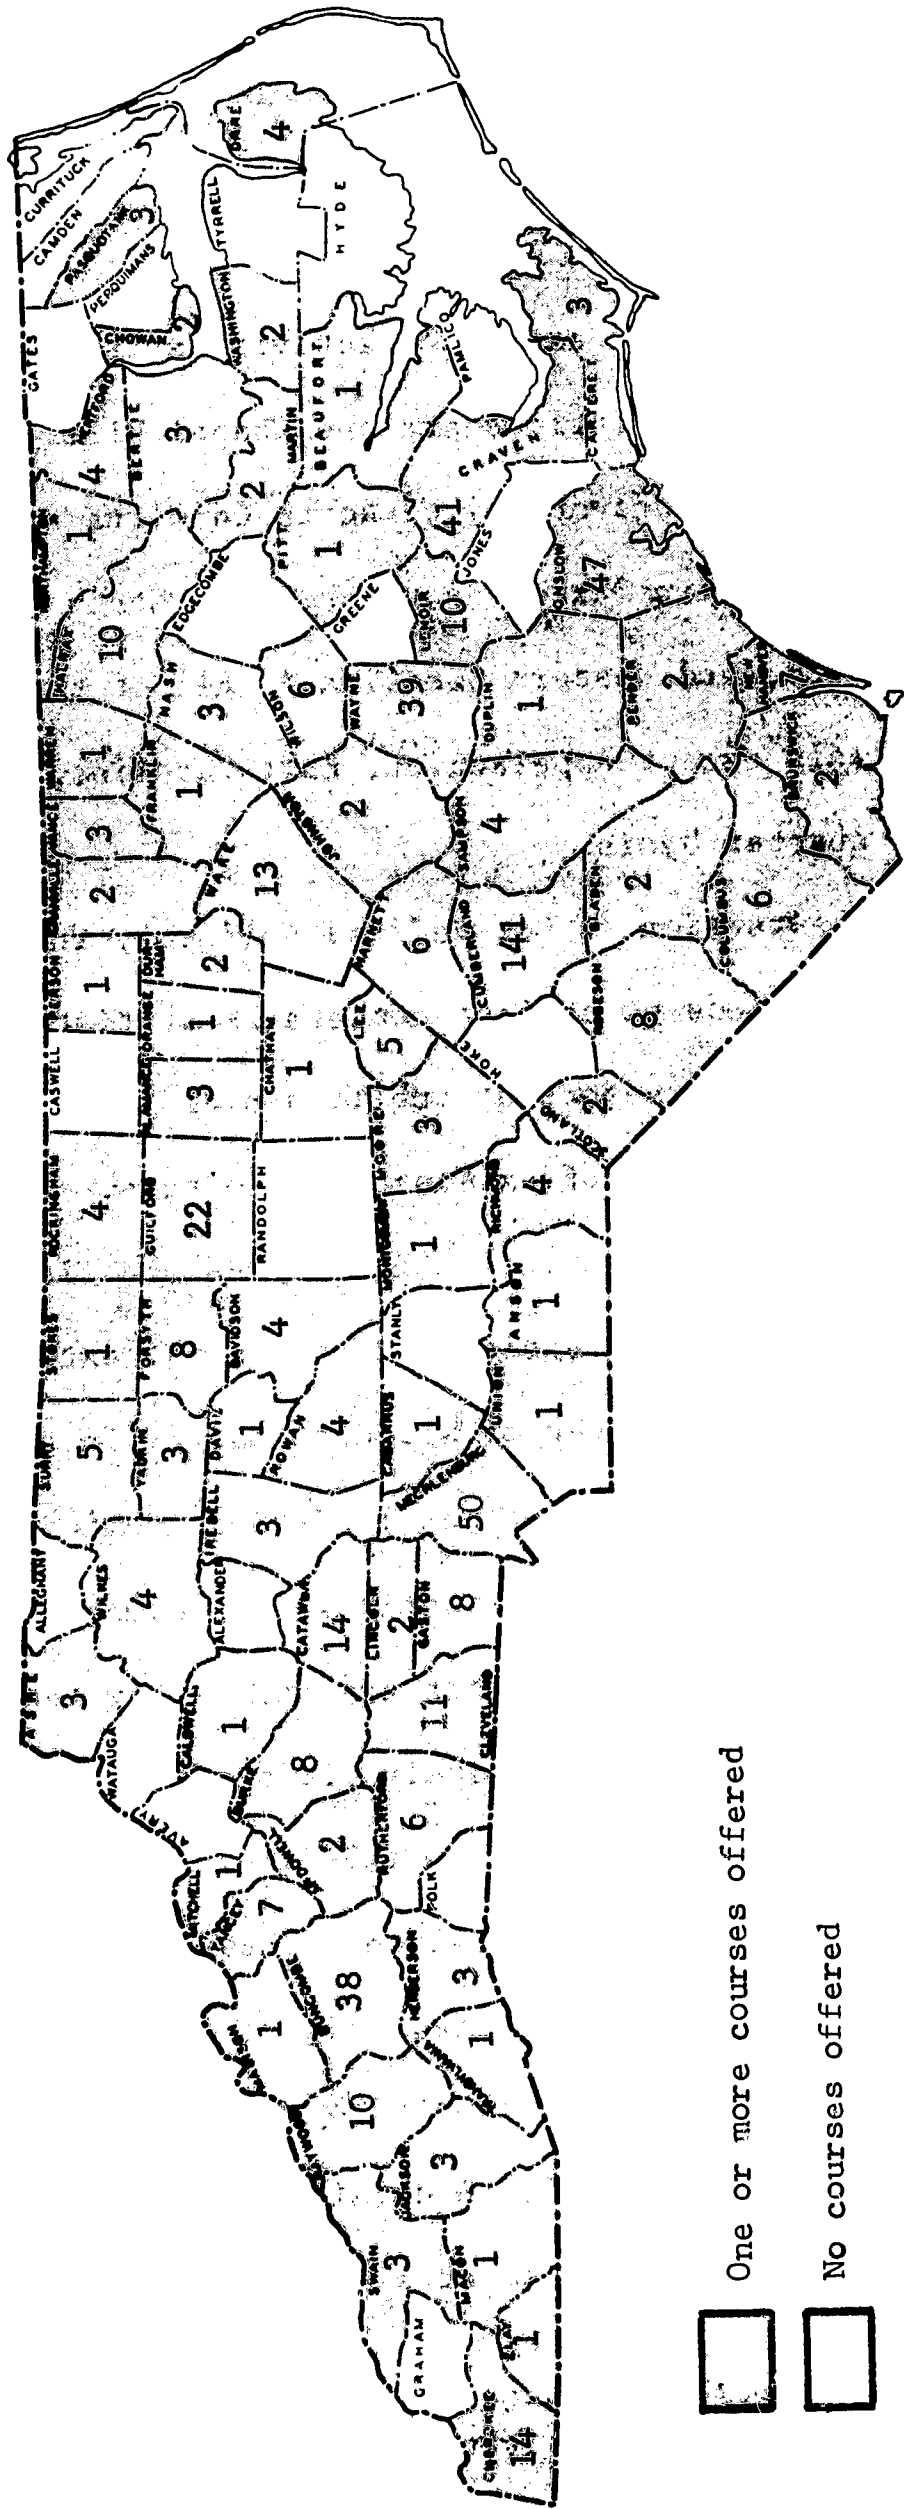 CHEROKEE
14
GRAHAM
CLAY
1
SWAIN
3
MACON
1
JACKSON
3
HAYWOOD
10
1
MADISON
1
BUNCOMBE
38
HENDERSON
3
YANCEY
7
MITCHELL
1
AVERY
2
POLK
RUTHERFORD
6
BURKE
8
WATAUGA
CALDWELL
1
CLEVELAND
11
ASHE
3
ALLEGHANY
WILKES
4
ALEXANDER
CATAWBA
14
LINCOLN
2
GASTON
8
IREDELL
3
MECKLENBURG
50
SURRY
5
YADKIN
3
DAVIE
1
ROWAN
4
CABARRUS
1
UNION
1
STOKES
1
FORSYTH
8
DAVIDSON
4
STANLY
ANSON
1
ROCKINGHAM
4
GUILFORD
22
RANDOLPH
MONTGOMERY
1
RICHMOND
4
CASWELL
ALAMANCE
3
ORANGE
1
CHATHAM
1
MOORE
3
LEE
5
HOKE
SCOTLAND
2
PERSON
1
DUR-
HAM
2
GRANVILLE
2
VANCE
3
WAKE
13
HARNETT
6
CUMBERLAND
141
ROBESON
8
WARREN
1
FRANKLIN
1
JOHNSTON
2
SAMPSON
4
BLADEN
2
COLUMBUS
6
HALIFAX
10
NASH
3
WILSON
6
WAYNE
39
DUPLIN
1
PENDER
2
NEW
HANOVER
7
BRUNSWICK
2
NORTHAMPTON
1
EDGECOMBE
PITT
1
GREENE
LENOIR
10
JONES
ONSLOW
47
HERTFORD
4
BERTIE
3
MARTIN
2
BEAUFORT
1
CRAVEN
41
PAMLICO
CARTERET
3
GATES
CHOWAN
2
WASHINGTON
2
PERQUIMANS
PASQUOTANK
3
CAMDEN
CURRITUCK
TYRRELL
DARE
4
HYDE
One or more courses offered
No courses offered